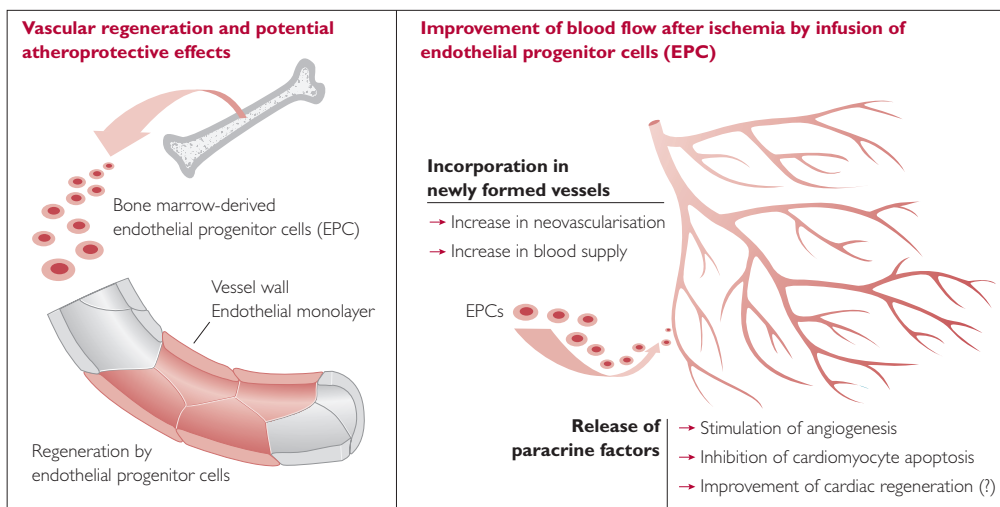 Vascular regeneration and potential
atheroprotective effects
Bone marrow-derived
endothelial progenitor cells (EPC)
Vessel wall
Endothelial monolayer
Regeneration by
endothelial progenitor cells
Improvement of blood flow after ischemia by infusion of
endothelial progenitor cells (EPC)
Incorporation in
newly formed vessels
→ Increase in neovascularisation
→ Increase in blood supply
EPCs
Release of
paracrine factors
→ Stimulation of angiogenesis
→ Inhibition of cardiomyocyte apoptosis
→ Improvement of cardiac regeneration (?)